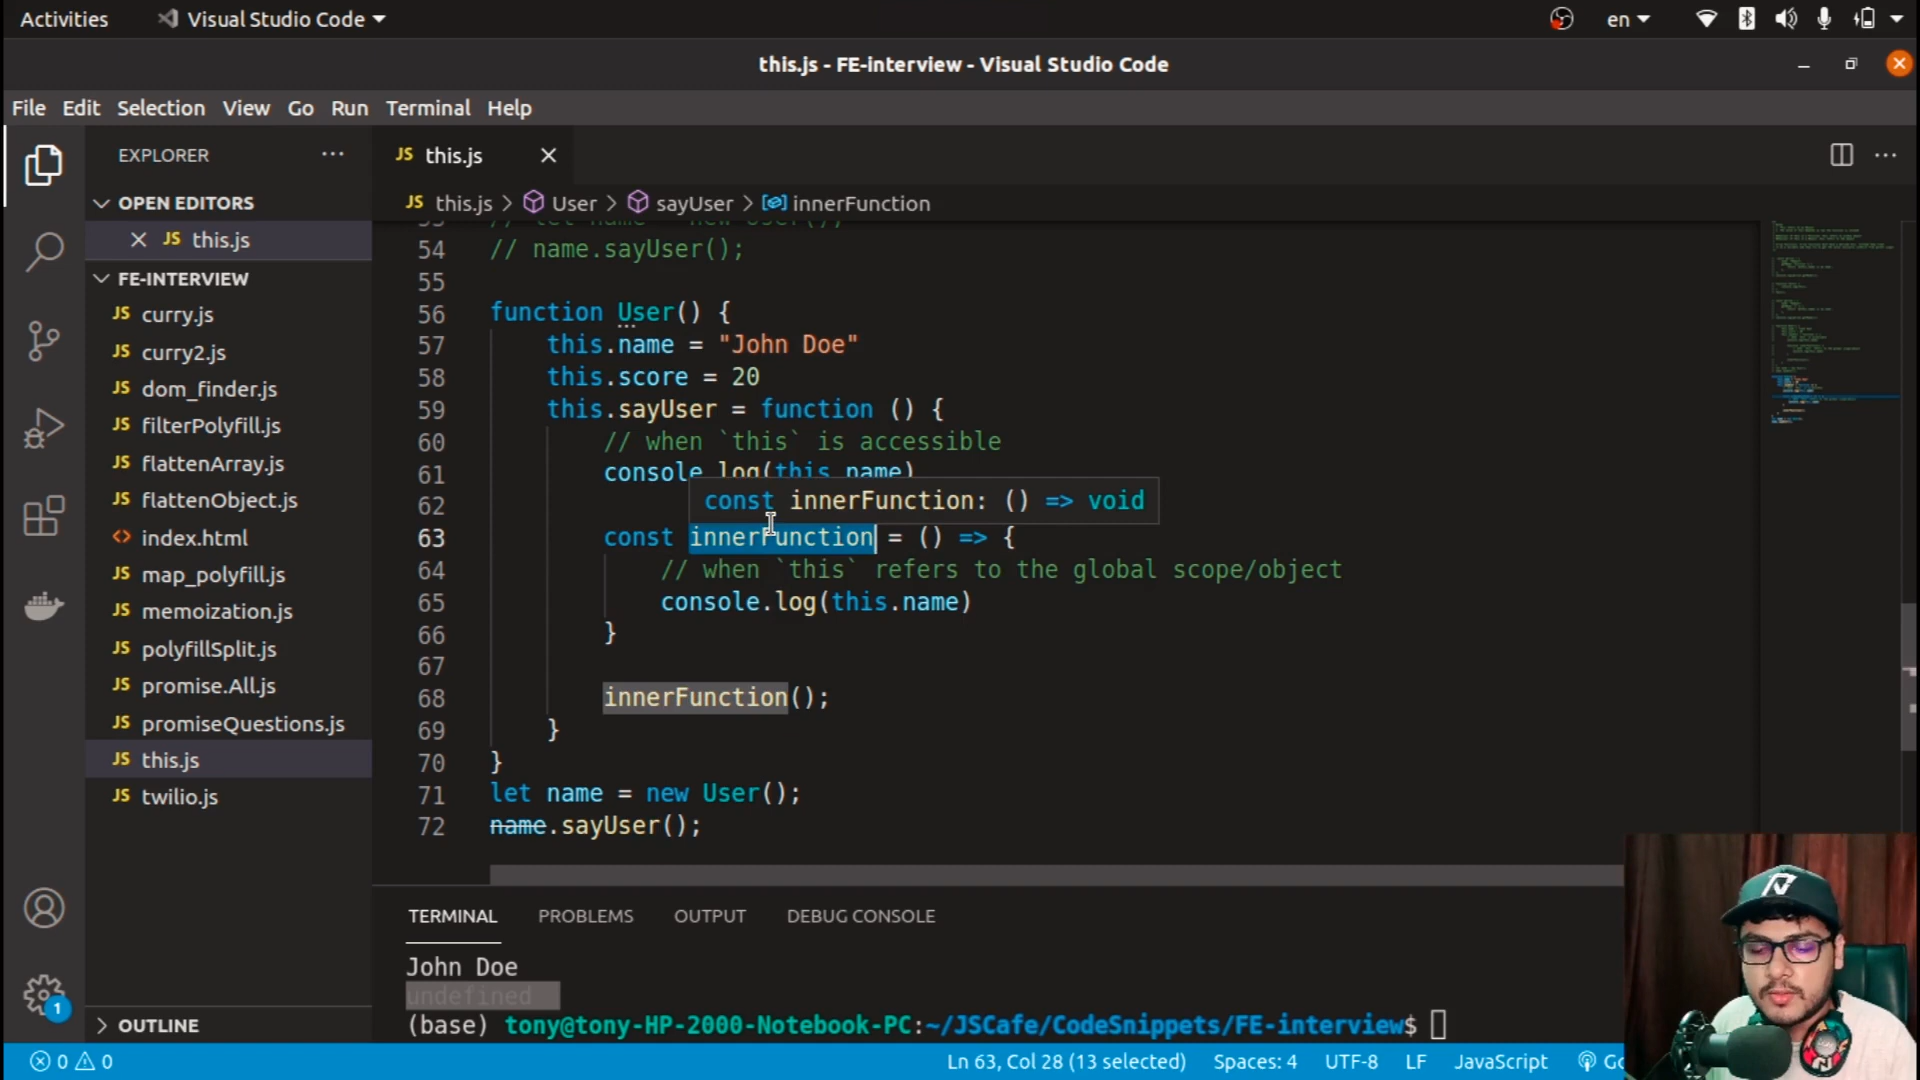 Activities
Visual Studio Code
en
this.js - FE-interview - Visual Studio Code
File Edit Selection View Go Run Terminal Help
EXPLORER
OPEN EDITORS
JS this.js
FE-INTERVIEW
JS curry.js
JS curry2.js
JS dom_finder.js
JS filterPolyfill.js
JS flattenArray.js
JS flattenObject.js
<> index.html
JS map_polyfill.js
JS memoization.js
JS polyfillSplit.js
JS promise.All.js
JS promiseQuestions.js
JS this.js
JS twilio.js
OUTLINE
1
JS this.js
JS this.js > User > sayUser > innerFunction
54 // name.sayUser();
55
56 function User() {
57 this.name = "John Doe"
58 this.score = 20
59 this.sayUser = function () {
60 // when `this` is accessible
61 console.log(this.name)
62
const innerFunction: () => void
63 const innerFunction = () => {
64 // when `this` refers to the global scope/object
65 console.log(this.name)
66 }
67
68 innerFunction();
69 }
70 }
71 let name = new User();
72 name.sayUser();
TERMINAL PROBLEMS OUTPUT DEBUG CONSOLE
John Doe
undefined
(base) tony@tony-HP-2000-Notebook-PC:~/JSCafe/CodeSnippets/FE-interview$
0 0
Ln 63, Col 28 (13 selected) Spaces: 4 UTF-8 LF JavaScript